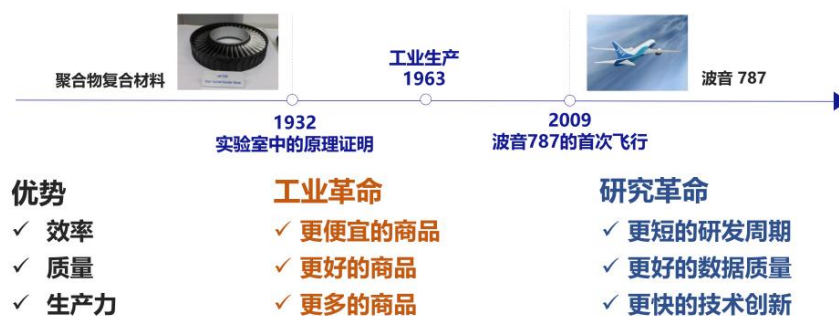 工业生产
1963
聚合物复合材料
波音 787
1932
实验室中的原理证明
2009
波音787的首次飞行
优势
✓ 效率
✓ 质量
✓ 生产力
工业革命
✓ 更便宜的商品
✓ 更好的商品
✓ 更多的商品
研究革命
✓ 更短的研发周期
✓ 更好的数据质量
✓ 更快的技术创新